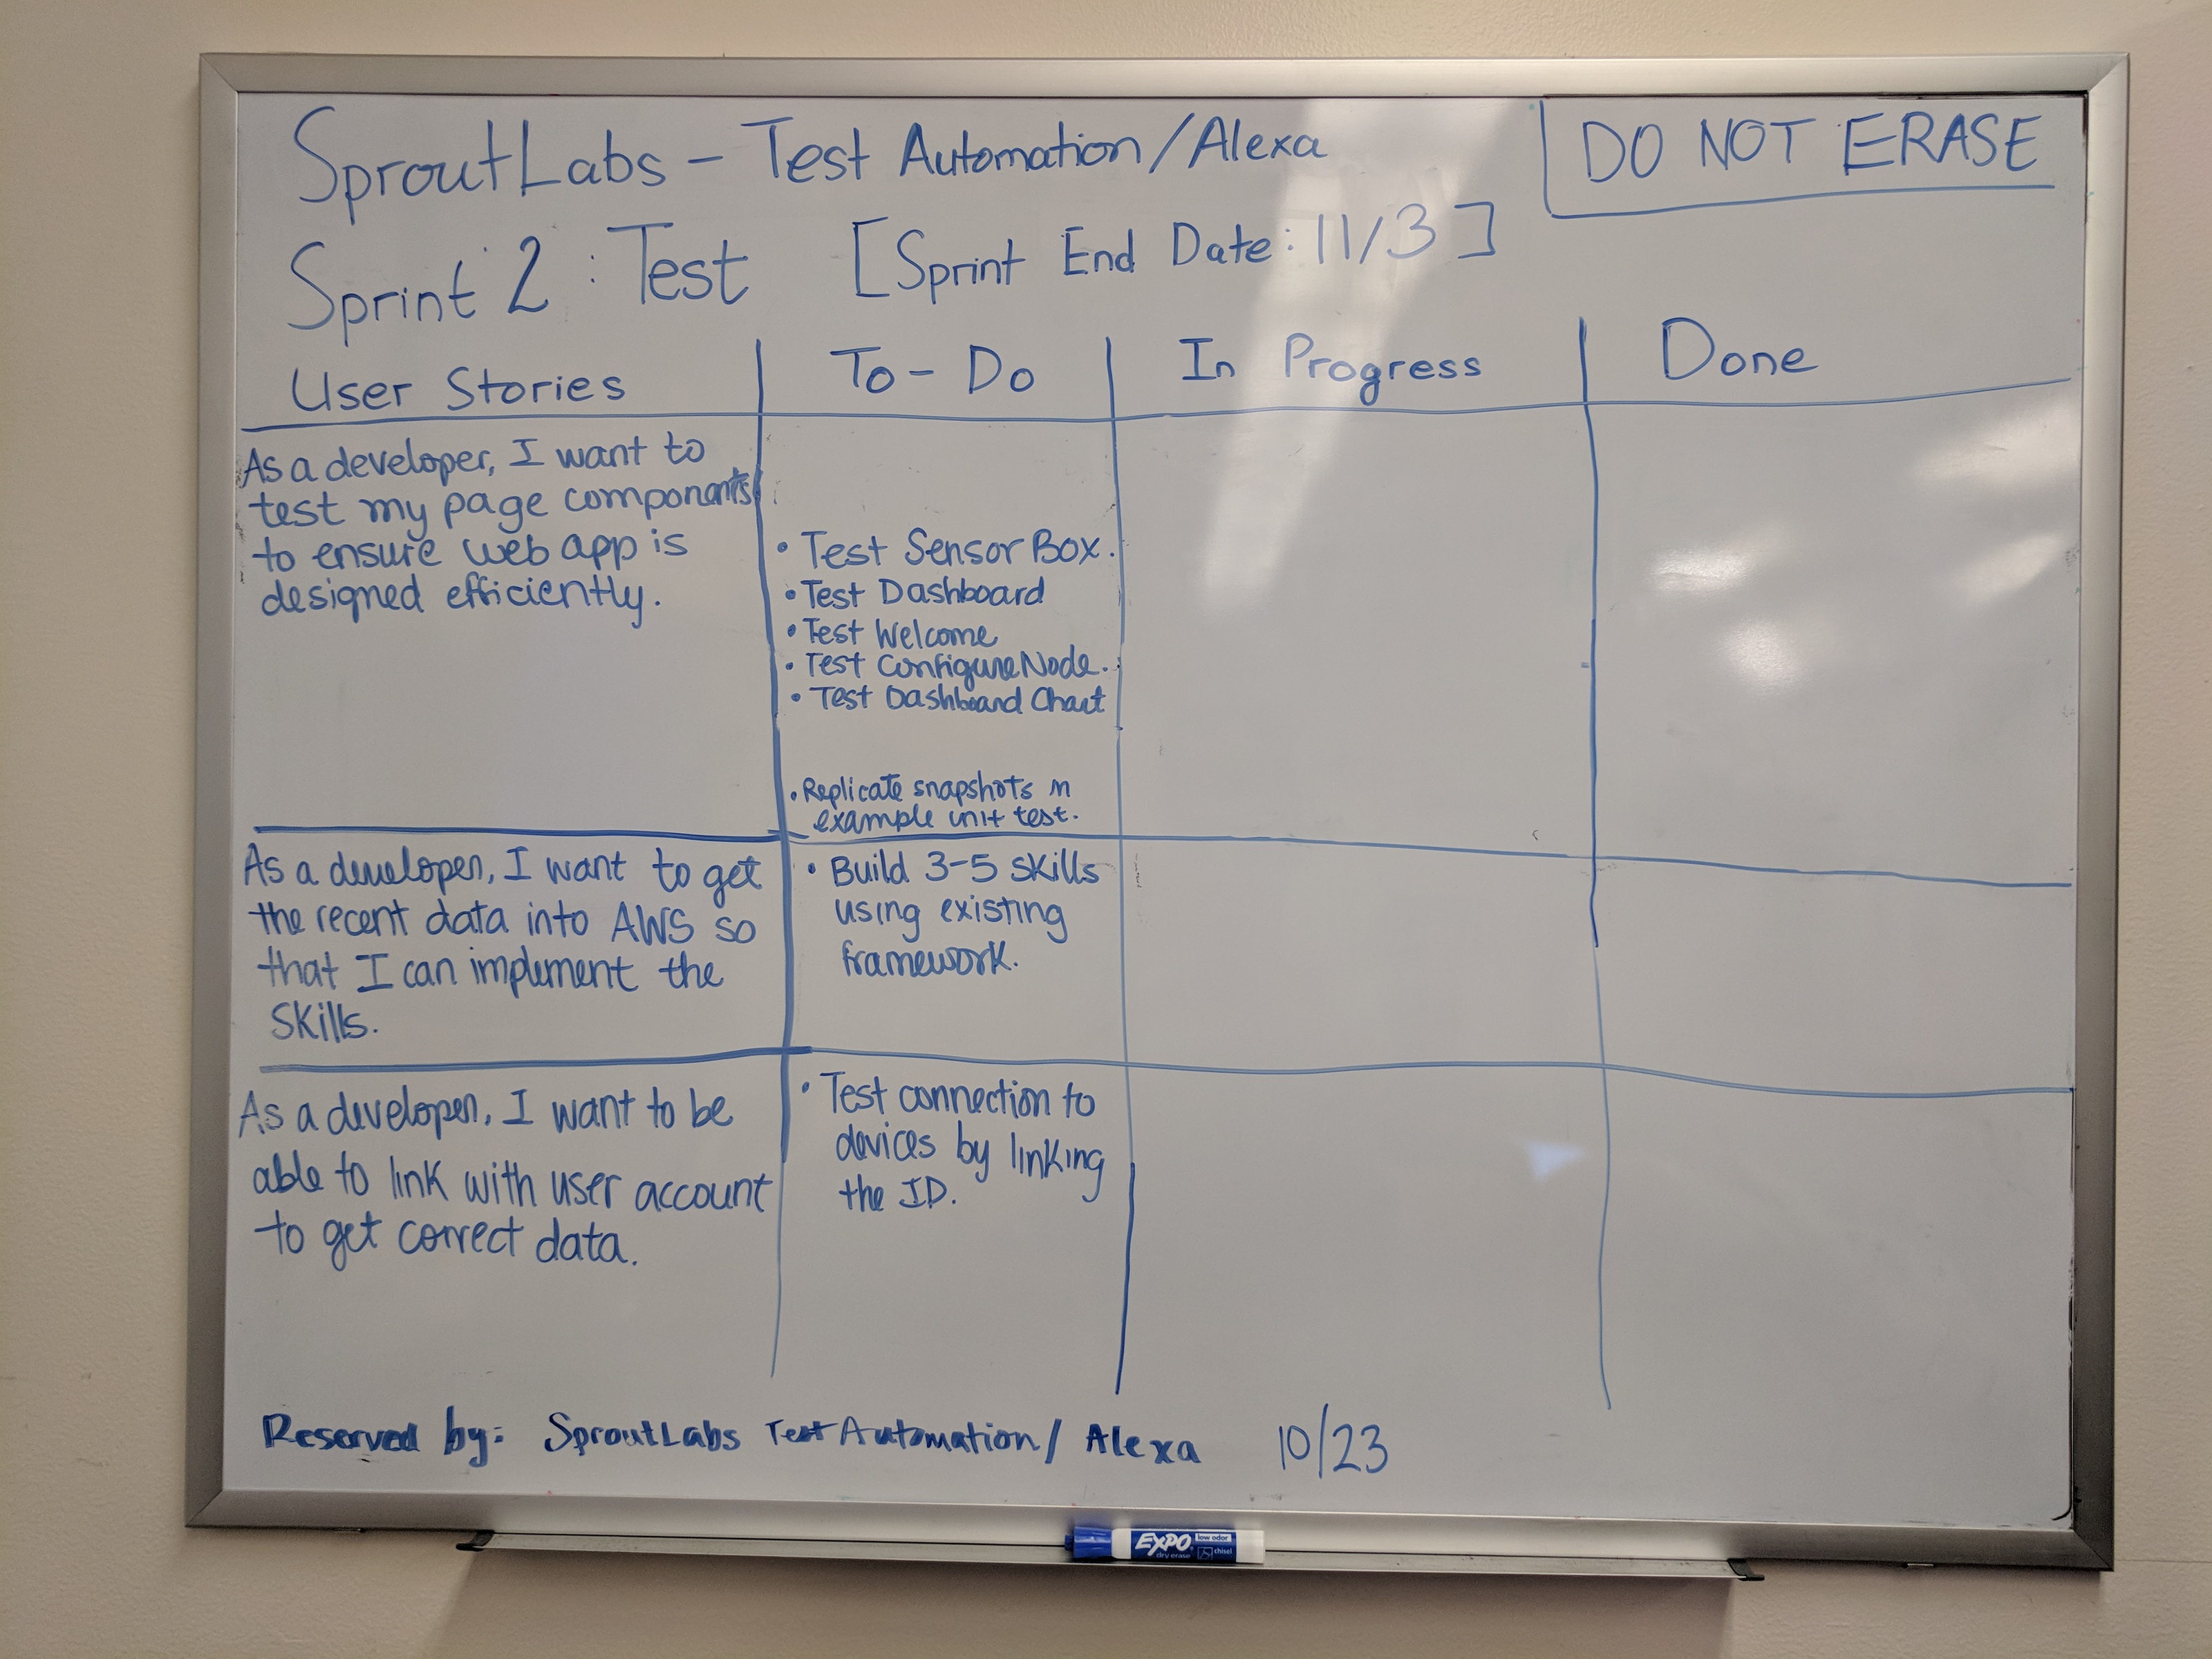 SproutLabs - Test Automation/Alexa
DO NOT ERASE
Sprint 2 : Test [Sprint End Date: 11/3]
User Stories
To-Do
In Progress
Done
As a developer, I want to
test my page components
to ensure web app is
designed efficiently.
• Test Sensor Box.
• Test Dashboard
• Test Welcome
• Test ConfigureNode.
• Test Dashboard Chart
• Replicate snapshots in
example unit test.
As a developer, I want to get
the recent data into AWS so
that I can implement the
skills.
• Build 3-5 skills
using existing
framework.
As a developer, I want to be
able to link with user account
to get correct data.
• Test connection to
devices by linking
the ID.
Reserved by: SproutLabs Test Automation/ Alexa 10/23
EXPO
low odor
dry erase
chisel